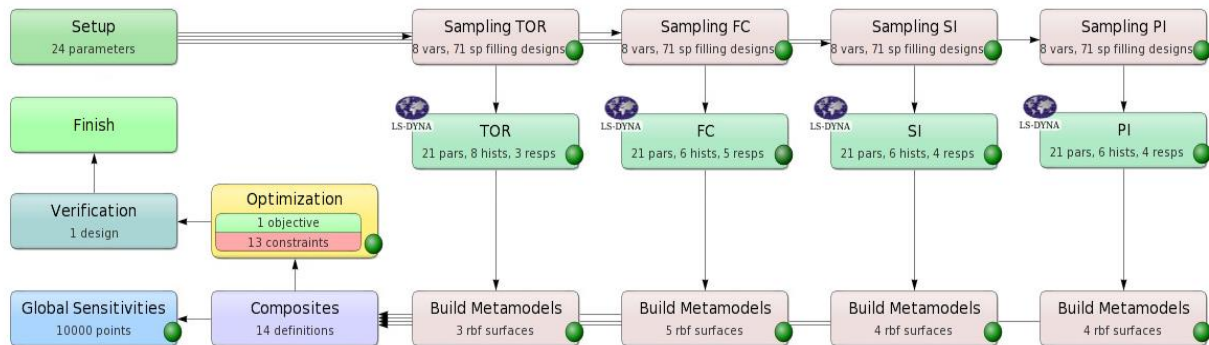 Setup
24 parameters
Sampling TOR
8 vars, 71 sp filling designs
Sampling FC
8 vars, 71 sp filling designs
Sampling SI
8 vars, 71 sp filling designs
Sampling PI
8 vars, 71 sp filling designs
Finish
LS-DYNA
TOR
21 pars, 8 hists, 3 resps
LS-DYNA
FC
21 pars, 6 hists, 5 resps
LS-DYNA
SI
21 pars, 6 hists, 4 resps
LS-DYNA
PI
21 pars, 6 hists, 4 resps
Verification
1 design
Optimization
1 objective
13 constraints
Global Sensitivities
10000 points
Composites
14 definitions
Build Metamodels
3 rbf surfaces
Build Metamodels
5 rbf surfaces
Build Metamodels
4 rbf surfaces
Build Metamodels
4 rbf surfaces